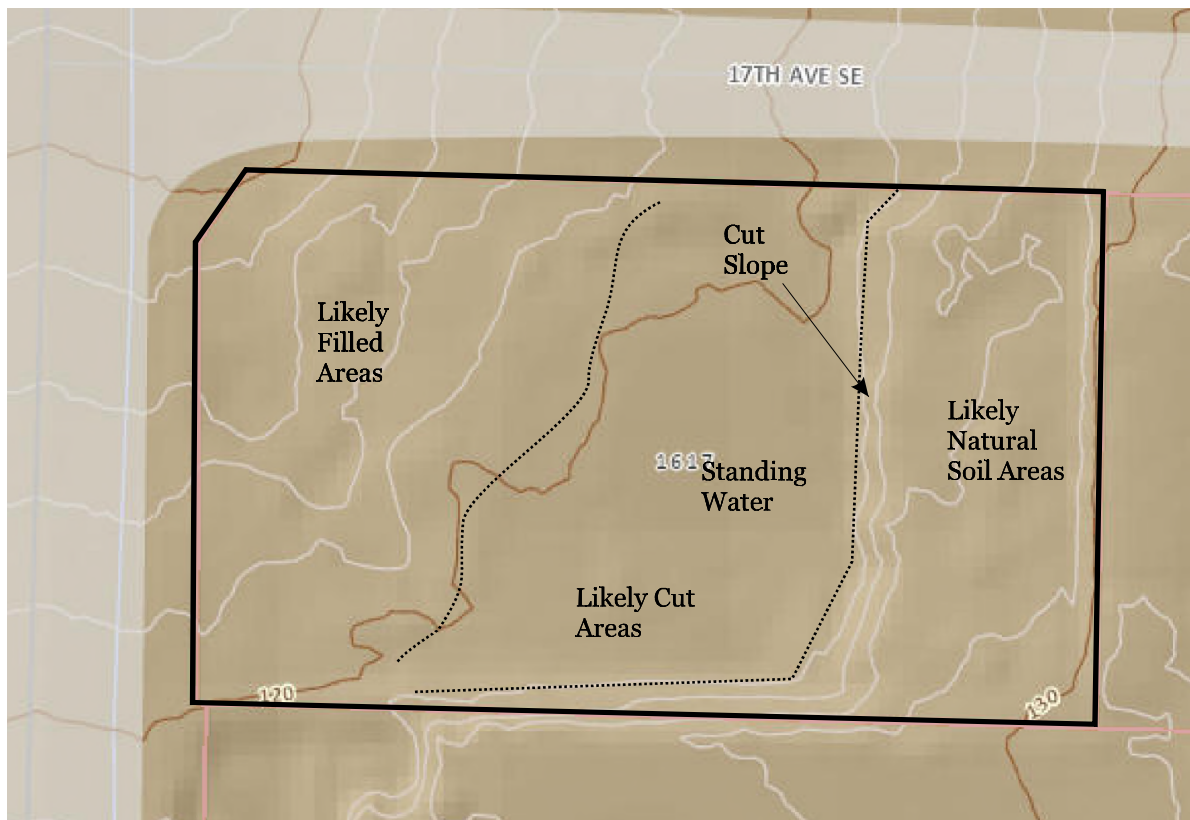 17TH AVE SE
Cut
Slope
Likely
Filled
Areas
Likely
Natural
Soil Areas
1617
Standing
Water
Likely Cut
Areas
120
130